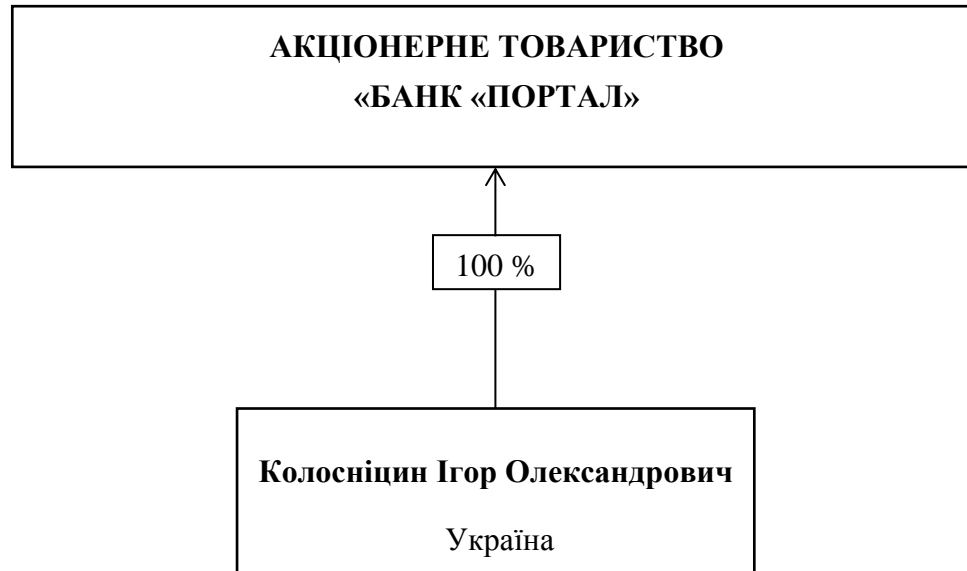 АКЦІОНЕРНЕ ТОВАРИСТВО
«БАНК «ПОРТАЛ»
100 %
Колосніцин Ігор Олександрович
Україна